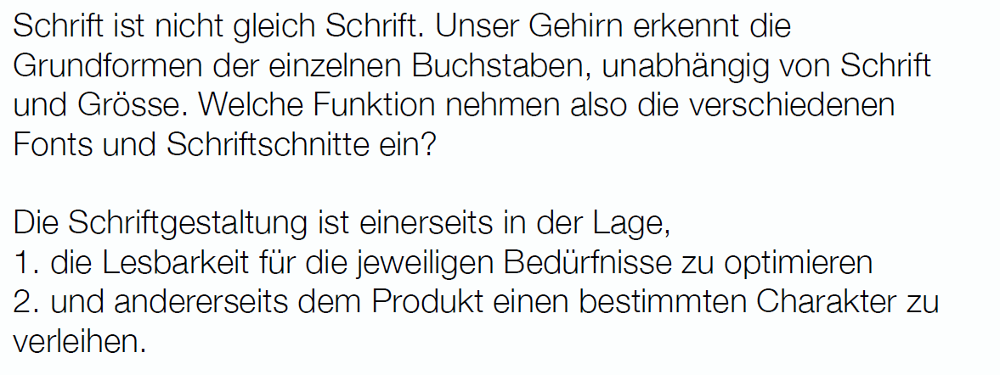 Schrift ist nicht gleich Schrift. Unser Gehirn erkennt die
Grundformen der einzelnen Buchstaben, unabhängig von Schrift
und Grösse. Welche Funktion nehmen also die verschiedenen
Fonts und Schriftschnitte ein?
Die Schriftgestaltung ist einerseits in der Lage,
1. die Lesbarkeit für die jeweiligen Bedürfnisse zu optimieren
2. und andererseits dem Produkt einen bestimmten Charakter zu
verleihen.